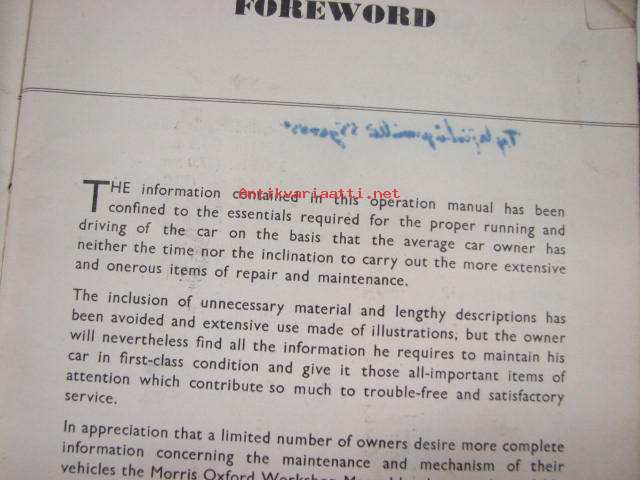 FOREWORD
THE information contained in this operation manual has been
Antikvariaatti.net
confined to the essentials required for the proper running and
driving of the car on the basis that the average car owner has
neither the time nor the inclination to carry out the more extensive
and onerous items of repair and maintenance.
The inclusion of unnecessary material and lengthy descriptions has
been avoided and extensive use made of illustrations, but the owner
will nevertheless find all the information he requires to maintain his
car in first-class condition and give it those all-important items of
attention which contribute so much to trouble-free and satisfactory
service.
In appreciation that a limited number of owners desire more complete
information concerning the maintenance and mechanism of their
vehicles the Morris Oxford Workshop